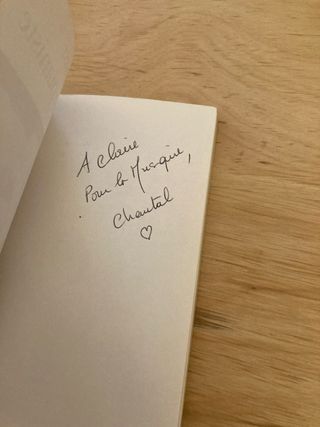 A Claire
Pour la Musique,
Chantal
♡